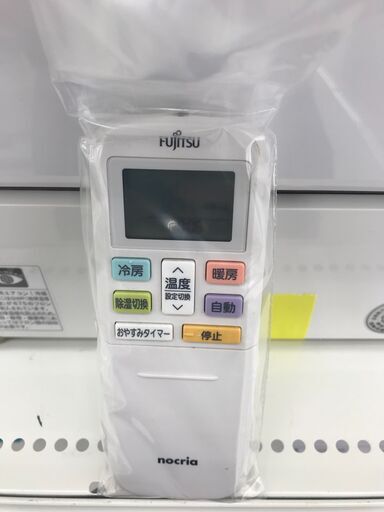 FUJITSU
冷房
温度
設定切換
暖房
除湿切換
自動
おやすみタイマー
停止
nocria